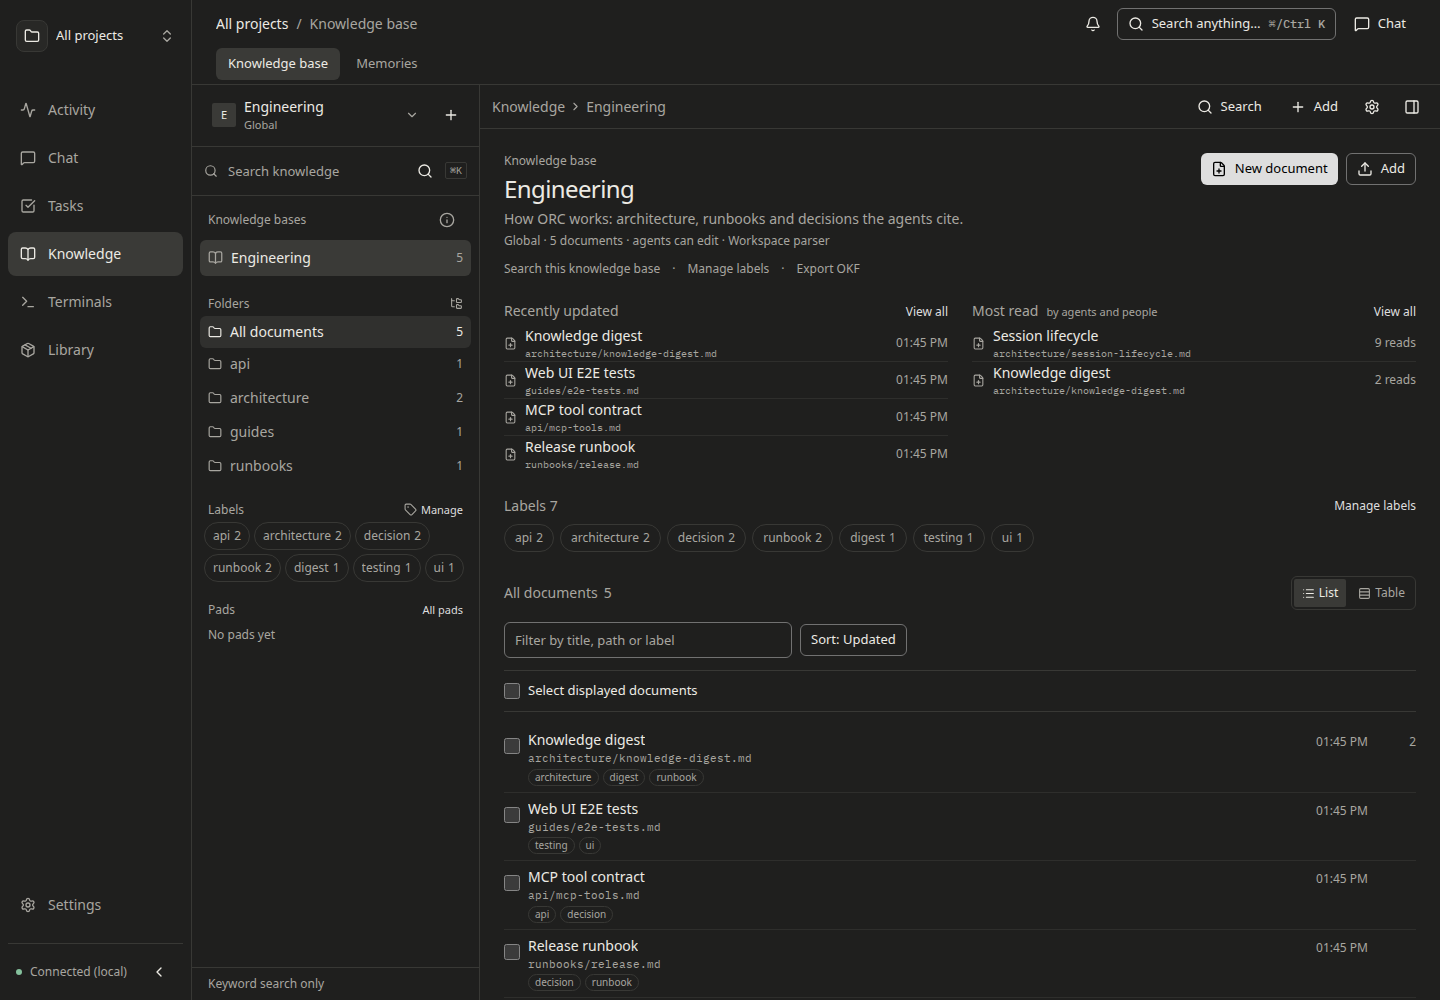 All projects
Activity
Chat
Tasks
Knowledge
Terminals
Library
Settings
Connected (local)
All projects / Knowledge base
Search anything... ⌘/Ctrl K
Chat
Knowledge base
Memories
E
Engineering
Global
Search knowledge
⌘K
Knowledge bases
Engineering 5
Folders
All documents 5
api 1
architecture 2
guides 1
runbooks 1
Labels
Manage
api 2
architecture 2
decision 2
runbook 2
digest 1
testing 1
ui 1
Pads
All pads
No pads yet
Keyword search only
Knowledge > Engineering
Search
Add
Knowledge base
Engineering
How ORC works: architecture, runbooks and decisions the agents cite.
Global · 5 documents · agents can edit · Workspace parser
Search this knowledge base · Manage labels · Export OKF
New document
Add
Recently updated
View all
Knowledge digest
architecture/knowledge-digest.md
01:45 PM
Web UI E2E tests
guides/e2e-tests.md
01:45 PM
MCP tool contract
api/mcp-tools.md
01:45 PM
Release runbook
runbooks/release.md
01:45 PM
Most read by agents and people
View all
Session lifecycle
architecture/session-lifecycle.md
9 reads
Knowledge digest
architecture/knowledge-digest.md
2 reads
Labels 7
Manage labels
api 2
architecture 2
decision 2
runbook 2
digest 1
testing 1
ui 1
All documents 5
List
Table
Filter by title, path or label
Sort: Updated
Select displayed documents
Knowledge digest
01:45 PM
2
architecture/knowledge-digest.md
architecture
digest
runbook
Web UI E2E tests
01:45 PM
guides/e2e-tests.md
testing
ui
MCP tool contract
01:45 PM
api/mcp-tools.md
api
decision
Release runbook
01:45 PM
runbooks/release.md
decision
runbook